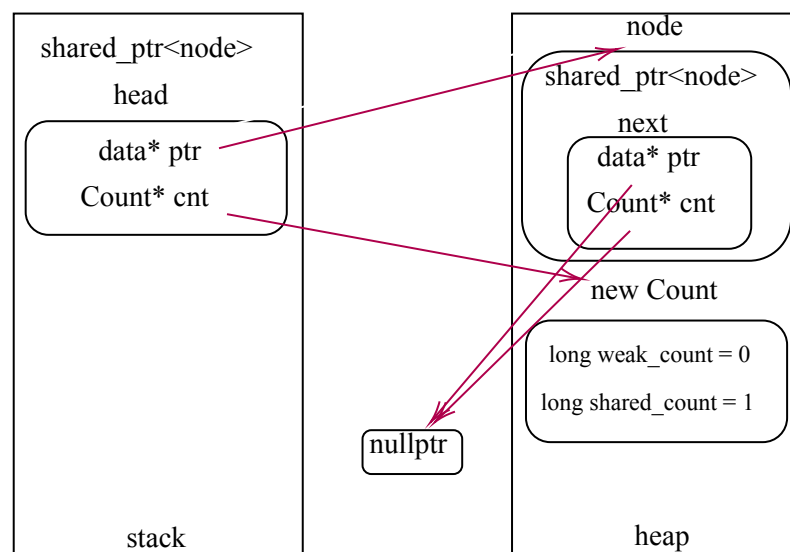 shared_ptr<node>
head
data* ptr
Count* cnt
stack
nullptr
node
shared_ptr<node>
next
data* ptr
Count* cnt
new Count
long weak_count = 0
long shared_count = 1
heap